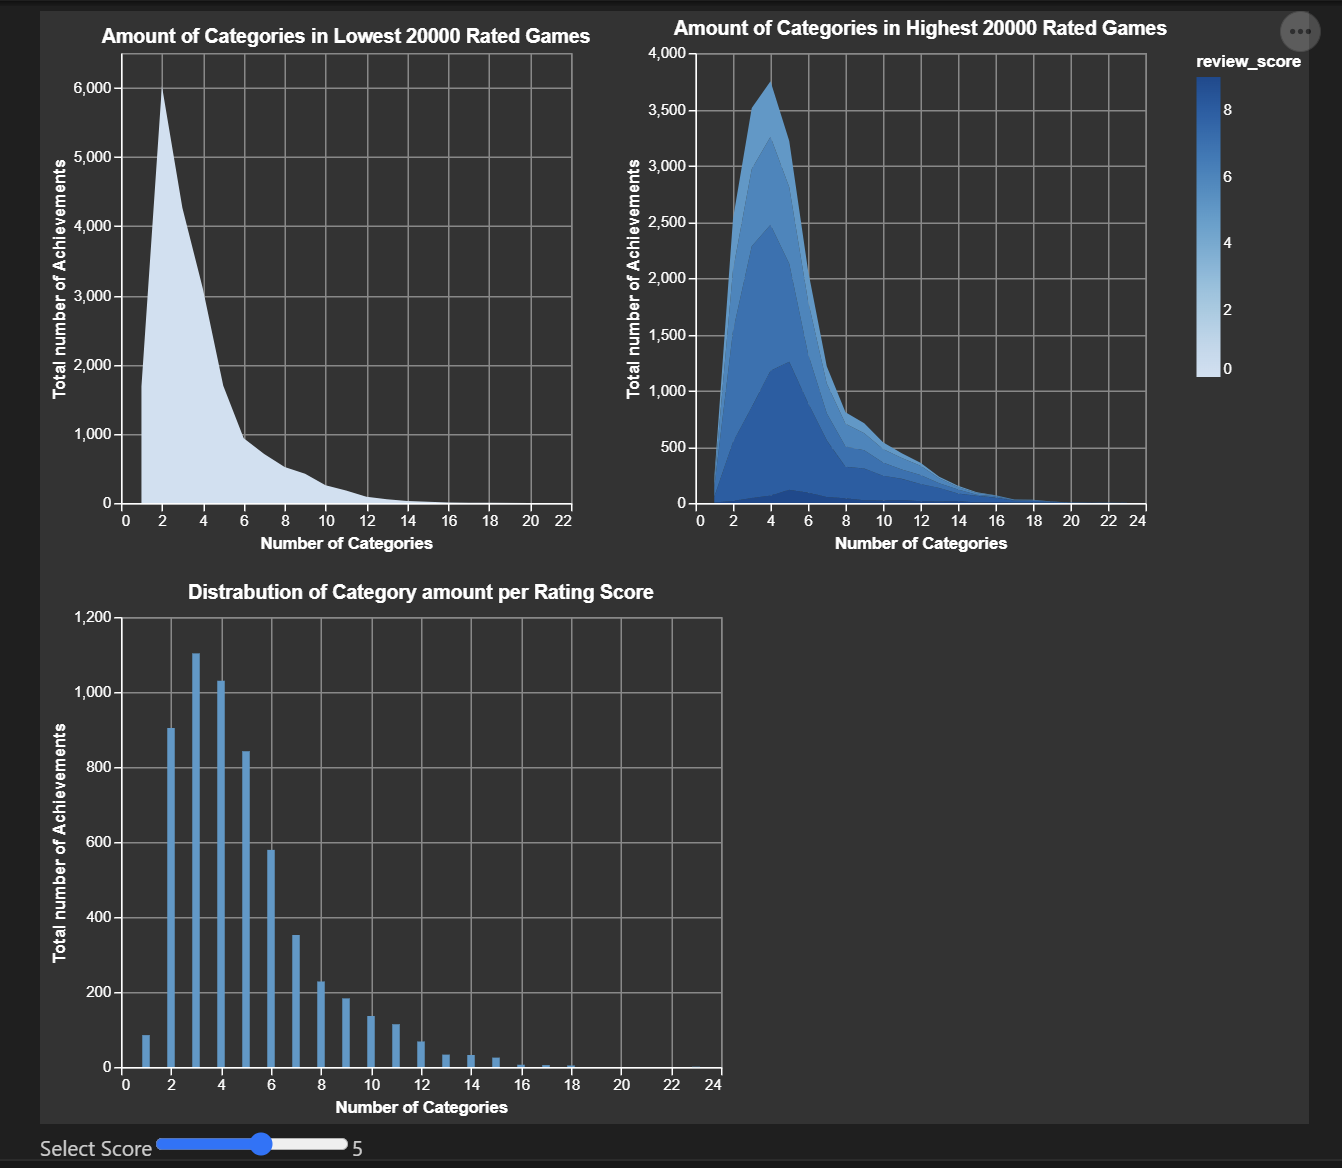 Amount of Categories in Lowest 20000 Rated Games
6,000
5,000
4,000
3,000
2,000
1,000
0
Total number of Achievements
0 2 4 6 8 10 12 14 16 18 20 22
Number of Categories
Amount of Categories in Highest 20000 Rated Games
4,000
3,500
3,000
2,500
2,000
1,500
1,000
500
0
Total number of Achievements
0 2 4 6 8 10 12 14 16 18 20 22 24
Number of Categories
review_score
8
6
4
2
0
Distrabution of Category amount per Rating Score
1,200
1,000
800
600
400
200
0
Total number of Achievements
0 2 4 6 8 10 12 14 16 18 20 22 24
Number of Categories
Select Score 5